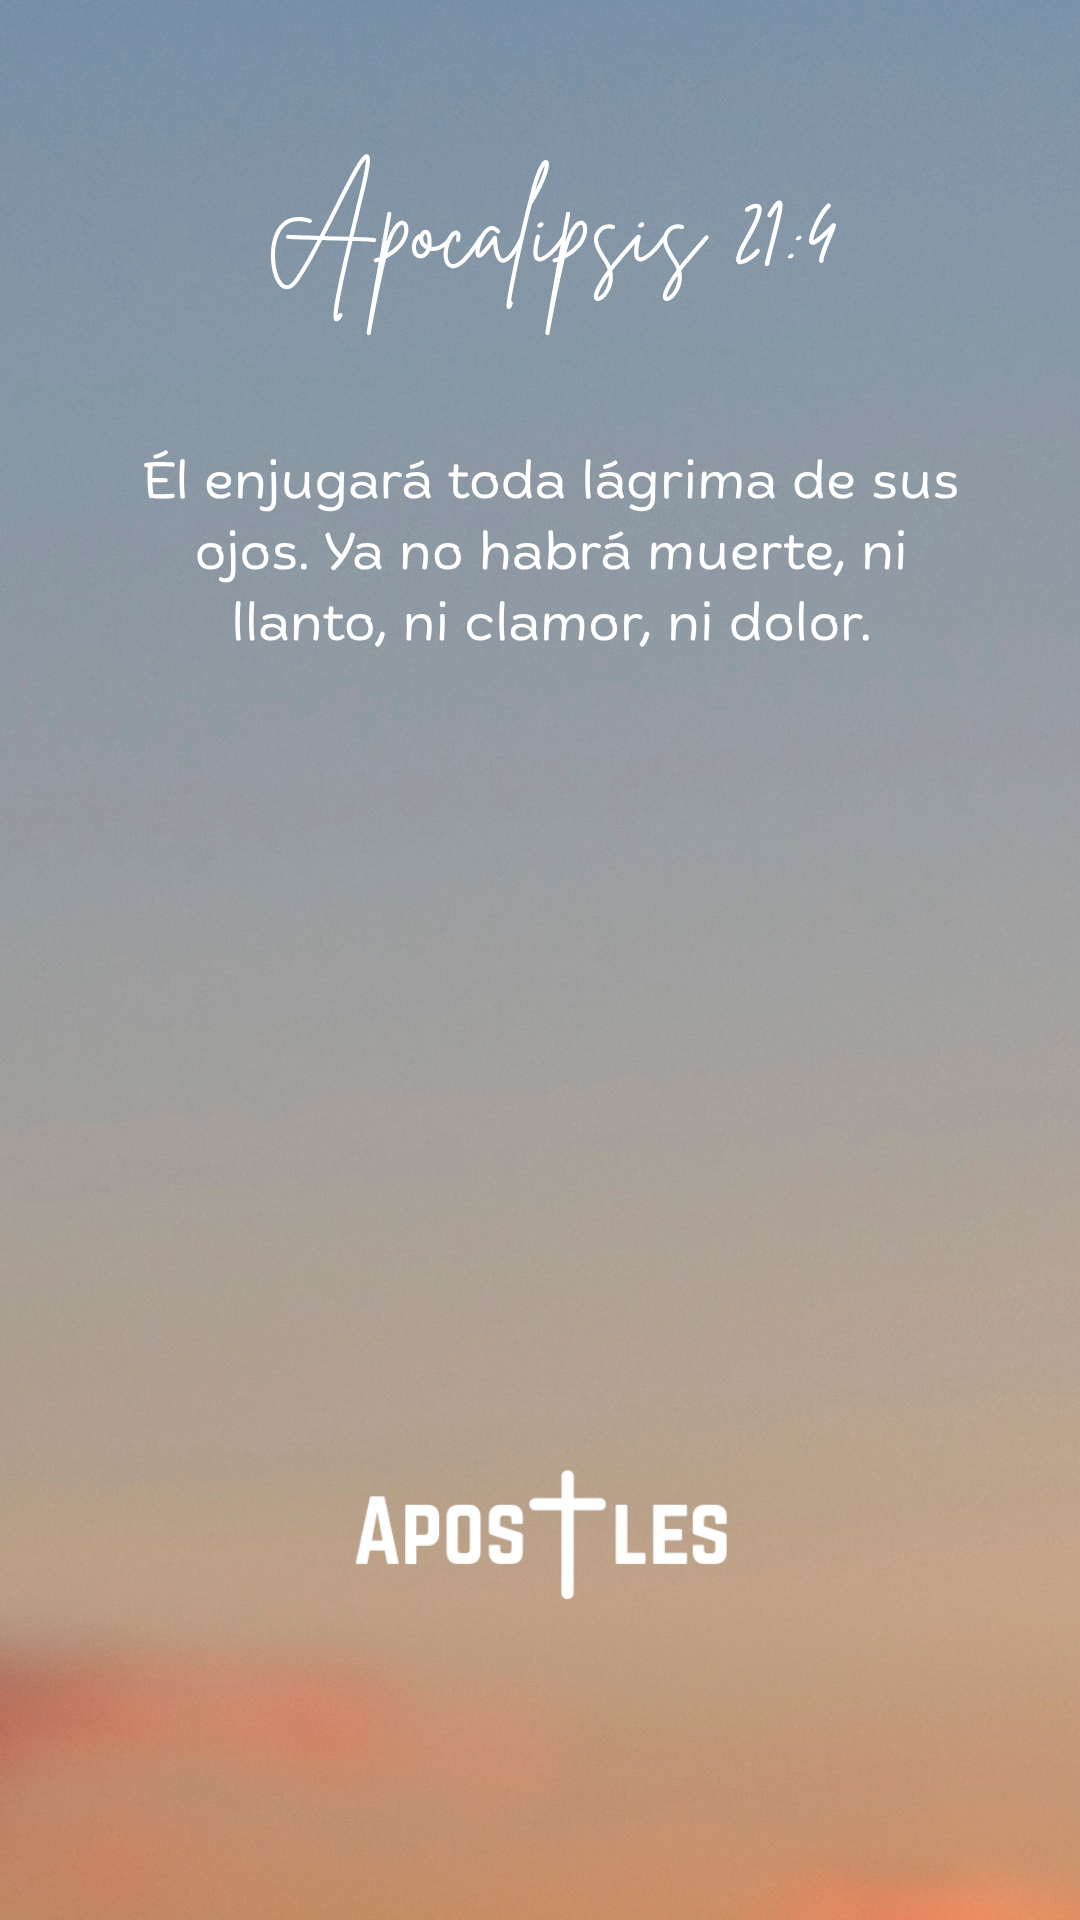 Apocalipsis 21:4
Él enjugará toda lágrima de sus
ojos. Ya no habrá muerte, ni
llanto, ni clamor, ni dolor.
APOSTLES